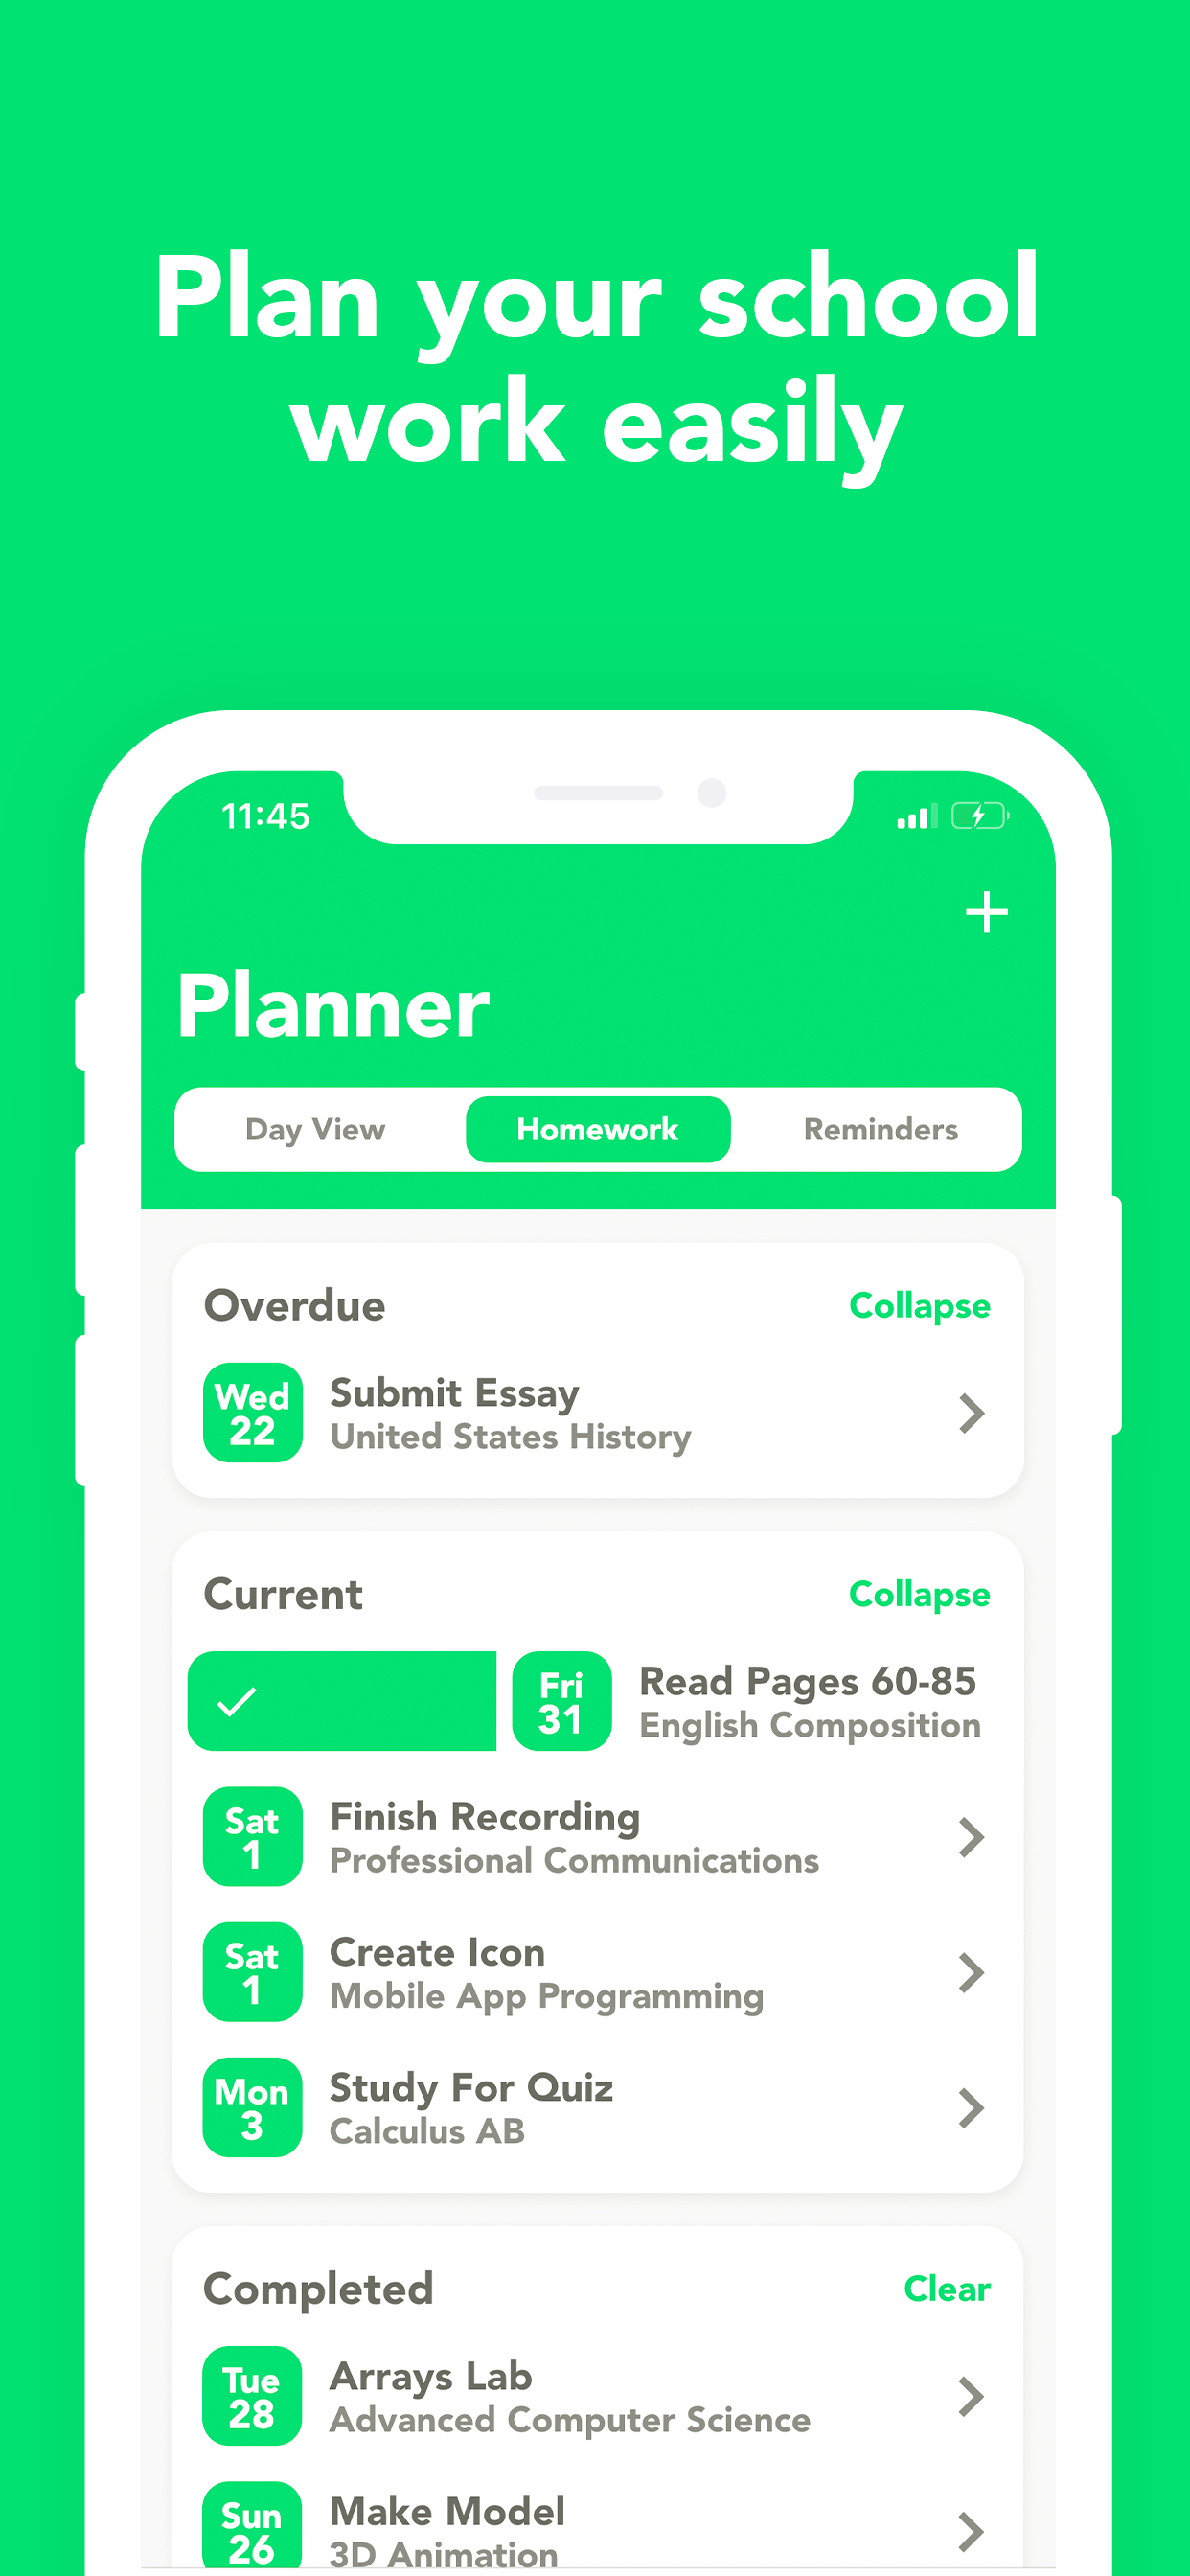 Plan your school
work easily
11:45
Planner
Day View
Homework
Reminders
Overdue
Collapse
Wed
22
Submit Essay
United States History
Current
Collapse
Fri
31
Read Pages 60-85
English Composition
Sat
1
Finish Recording
Professional Communications
Sat
1
Create Icon
Mobile App Programming
Mon
3
Study For Quiz
Calculus AB
Completed
Clear
Tue
28
Arrays Lab
Advanced Computer Science
Sun
26
Make Model
3D Animation